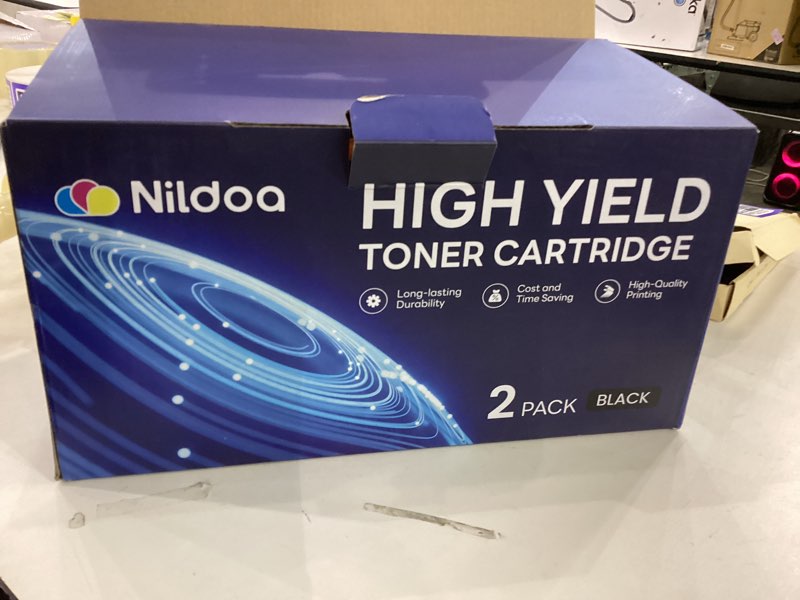 Nildoa
HIGH YIELD
TONER CARTRIDGE
Long-lasting
Durability
Cost and
Time Saving
High-Quality
Printing
2 PACK BLACK